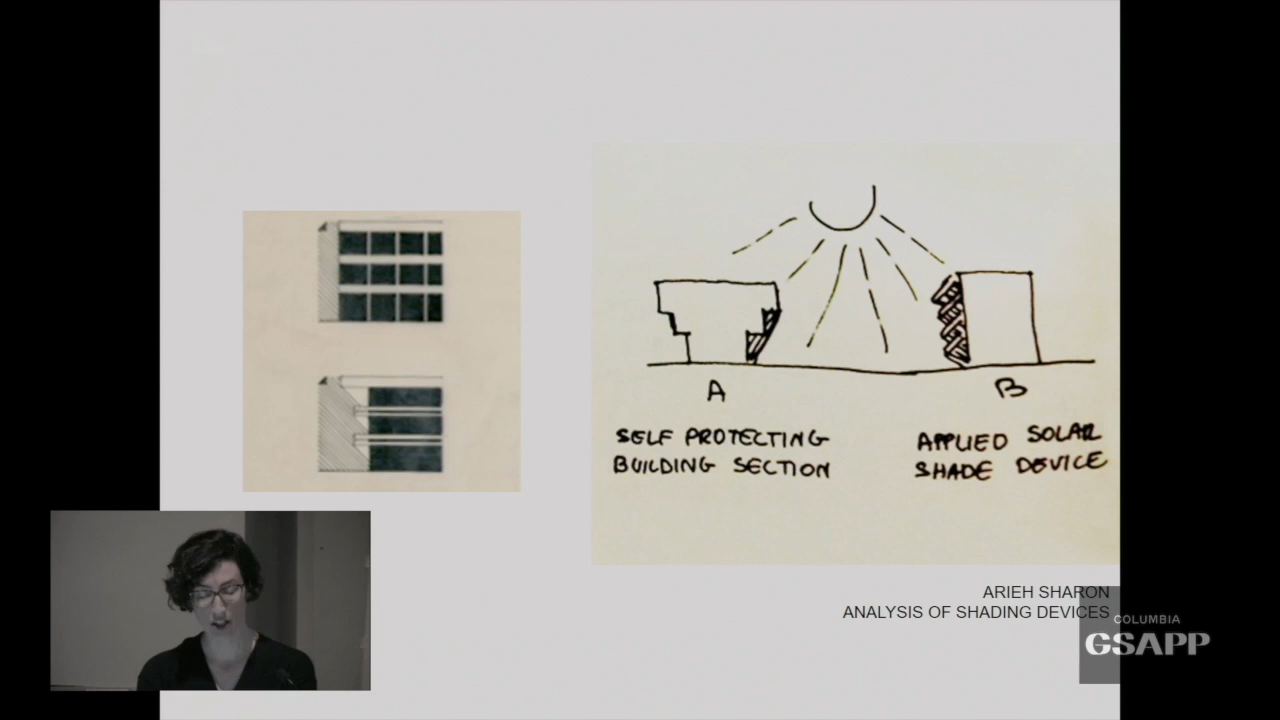 A
B
SELF PROTECTING
BUILDING SECTION
APPLIED SOLAR
SHADE DEVICE
ARIEH SHARON
ANALYSIS OF SHADING DEVICES
COLUMBIA
GSAPP